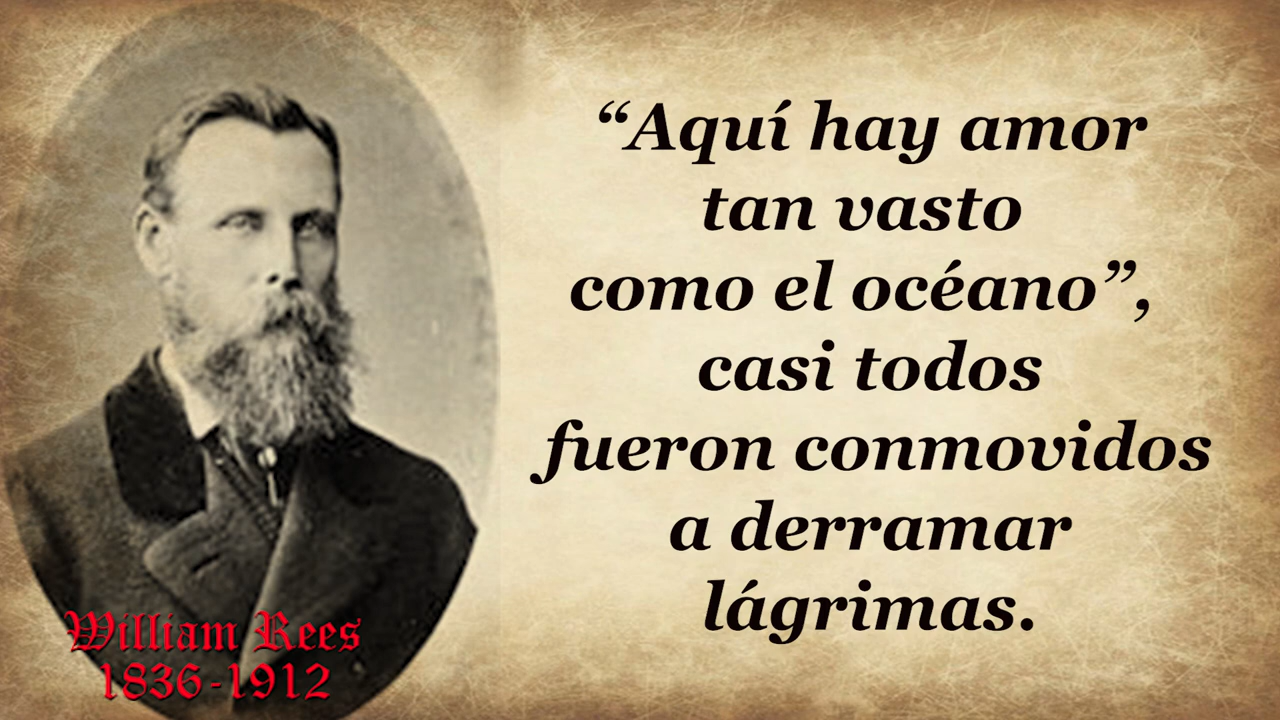 “Aquí hay amor
tan vasto
como el océano”,
casi todos
fueron conmovidos
a derramar
lágrimas.
William Rees
1836-1912